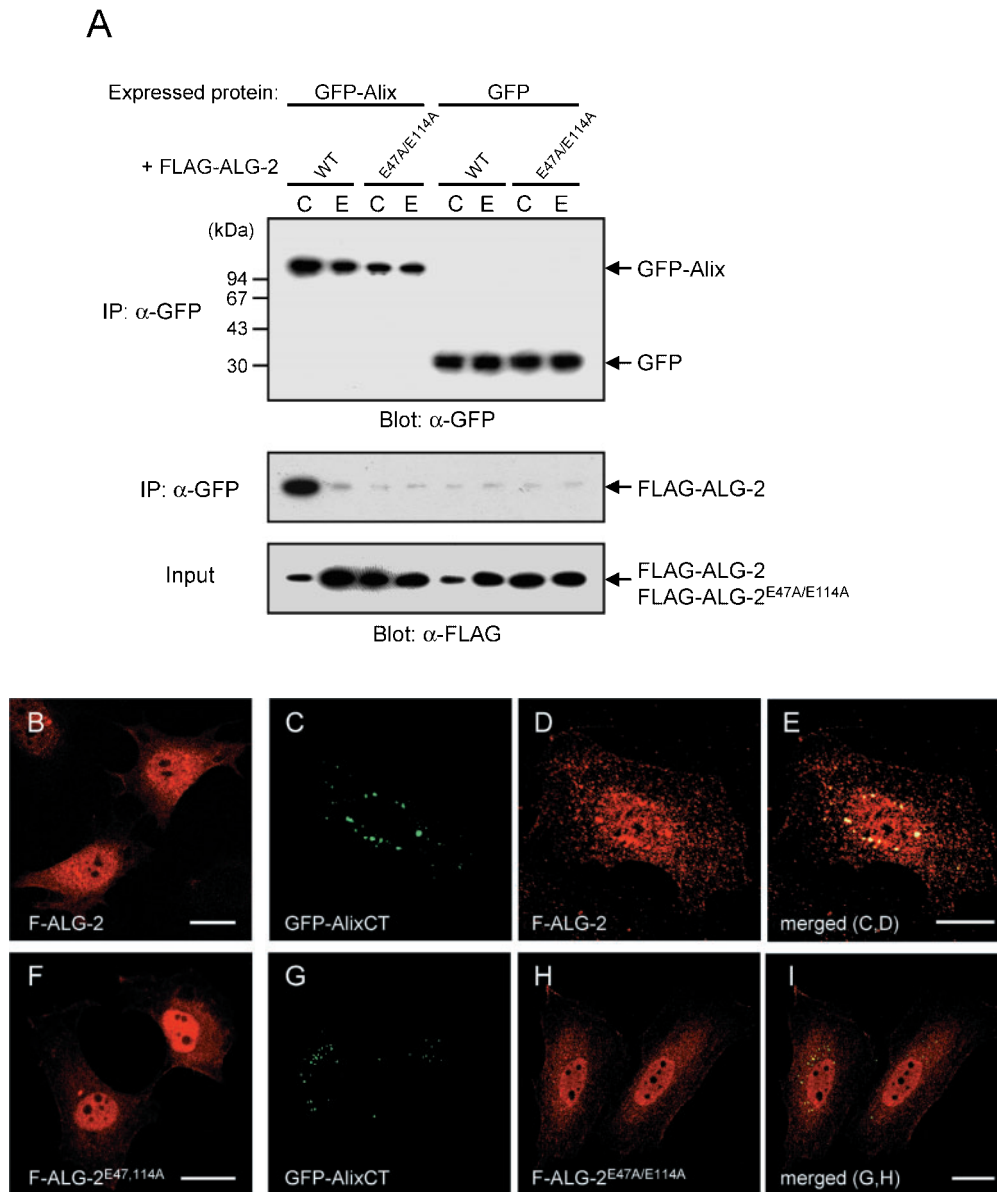 A
Expressed protein: GFP-Alix GFP
+ FLAG-ALG-2 WT E47A/E114A WT E47A/E114A
C E C E C E C E
(kDa)
94
67
43
30
IP: α-GFP
GFP-Alix
GFP
Blot: α-GFP
IP: α-GFP
FLAG-ALG-2
Input
FLAG-ALG-2
FLAG-ALG-2E47A/E114A
Blot: α-FLAG
B
F-ALG-2
C
GFP-AlixCT
D
F-ALG-2
E
merged (C,D)
F
F-ALG-2E47,114A
G
GFP-AlixCT
H
F-ALG-2E47A/E114A
I
merged (G,H)